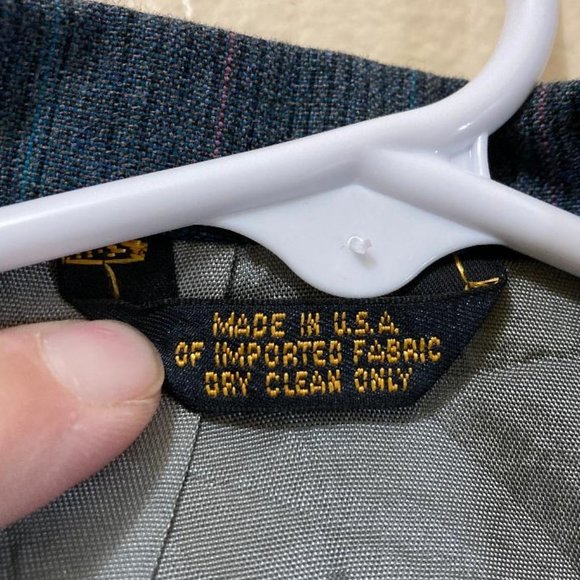 MADE IN U.S.A.
OF IMPORTED FABRIC
DRY CLEAN ONLY